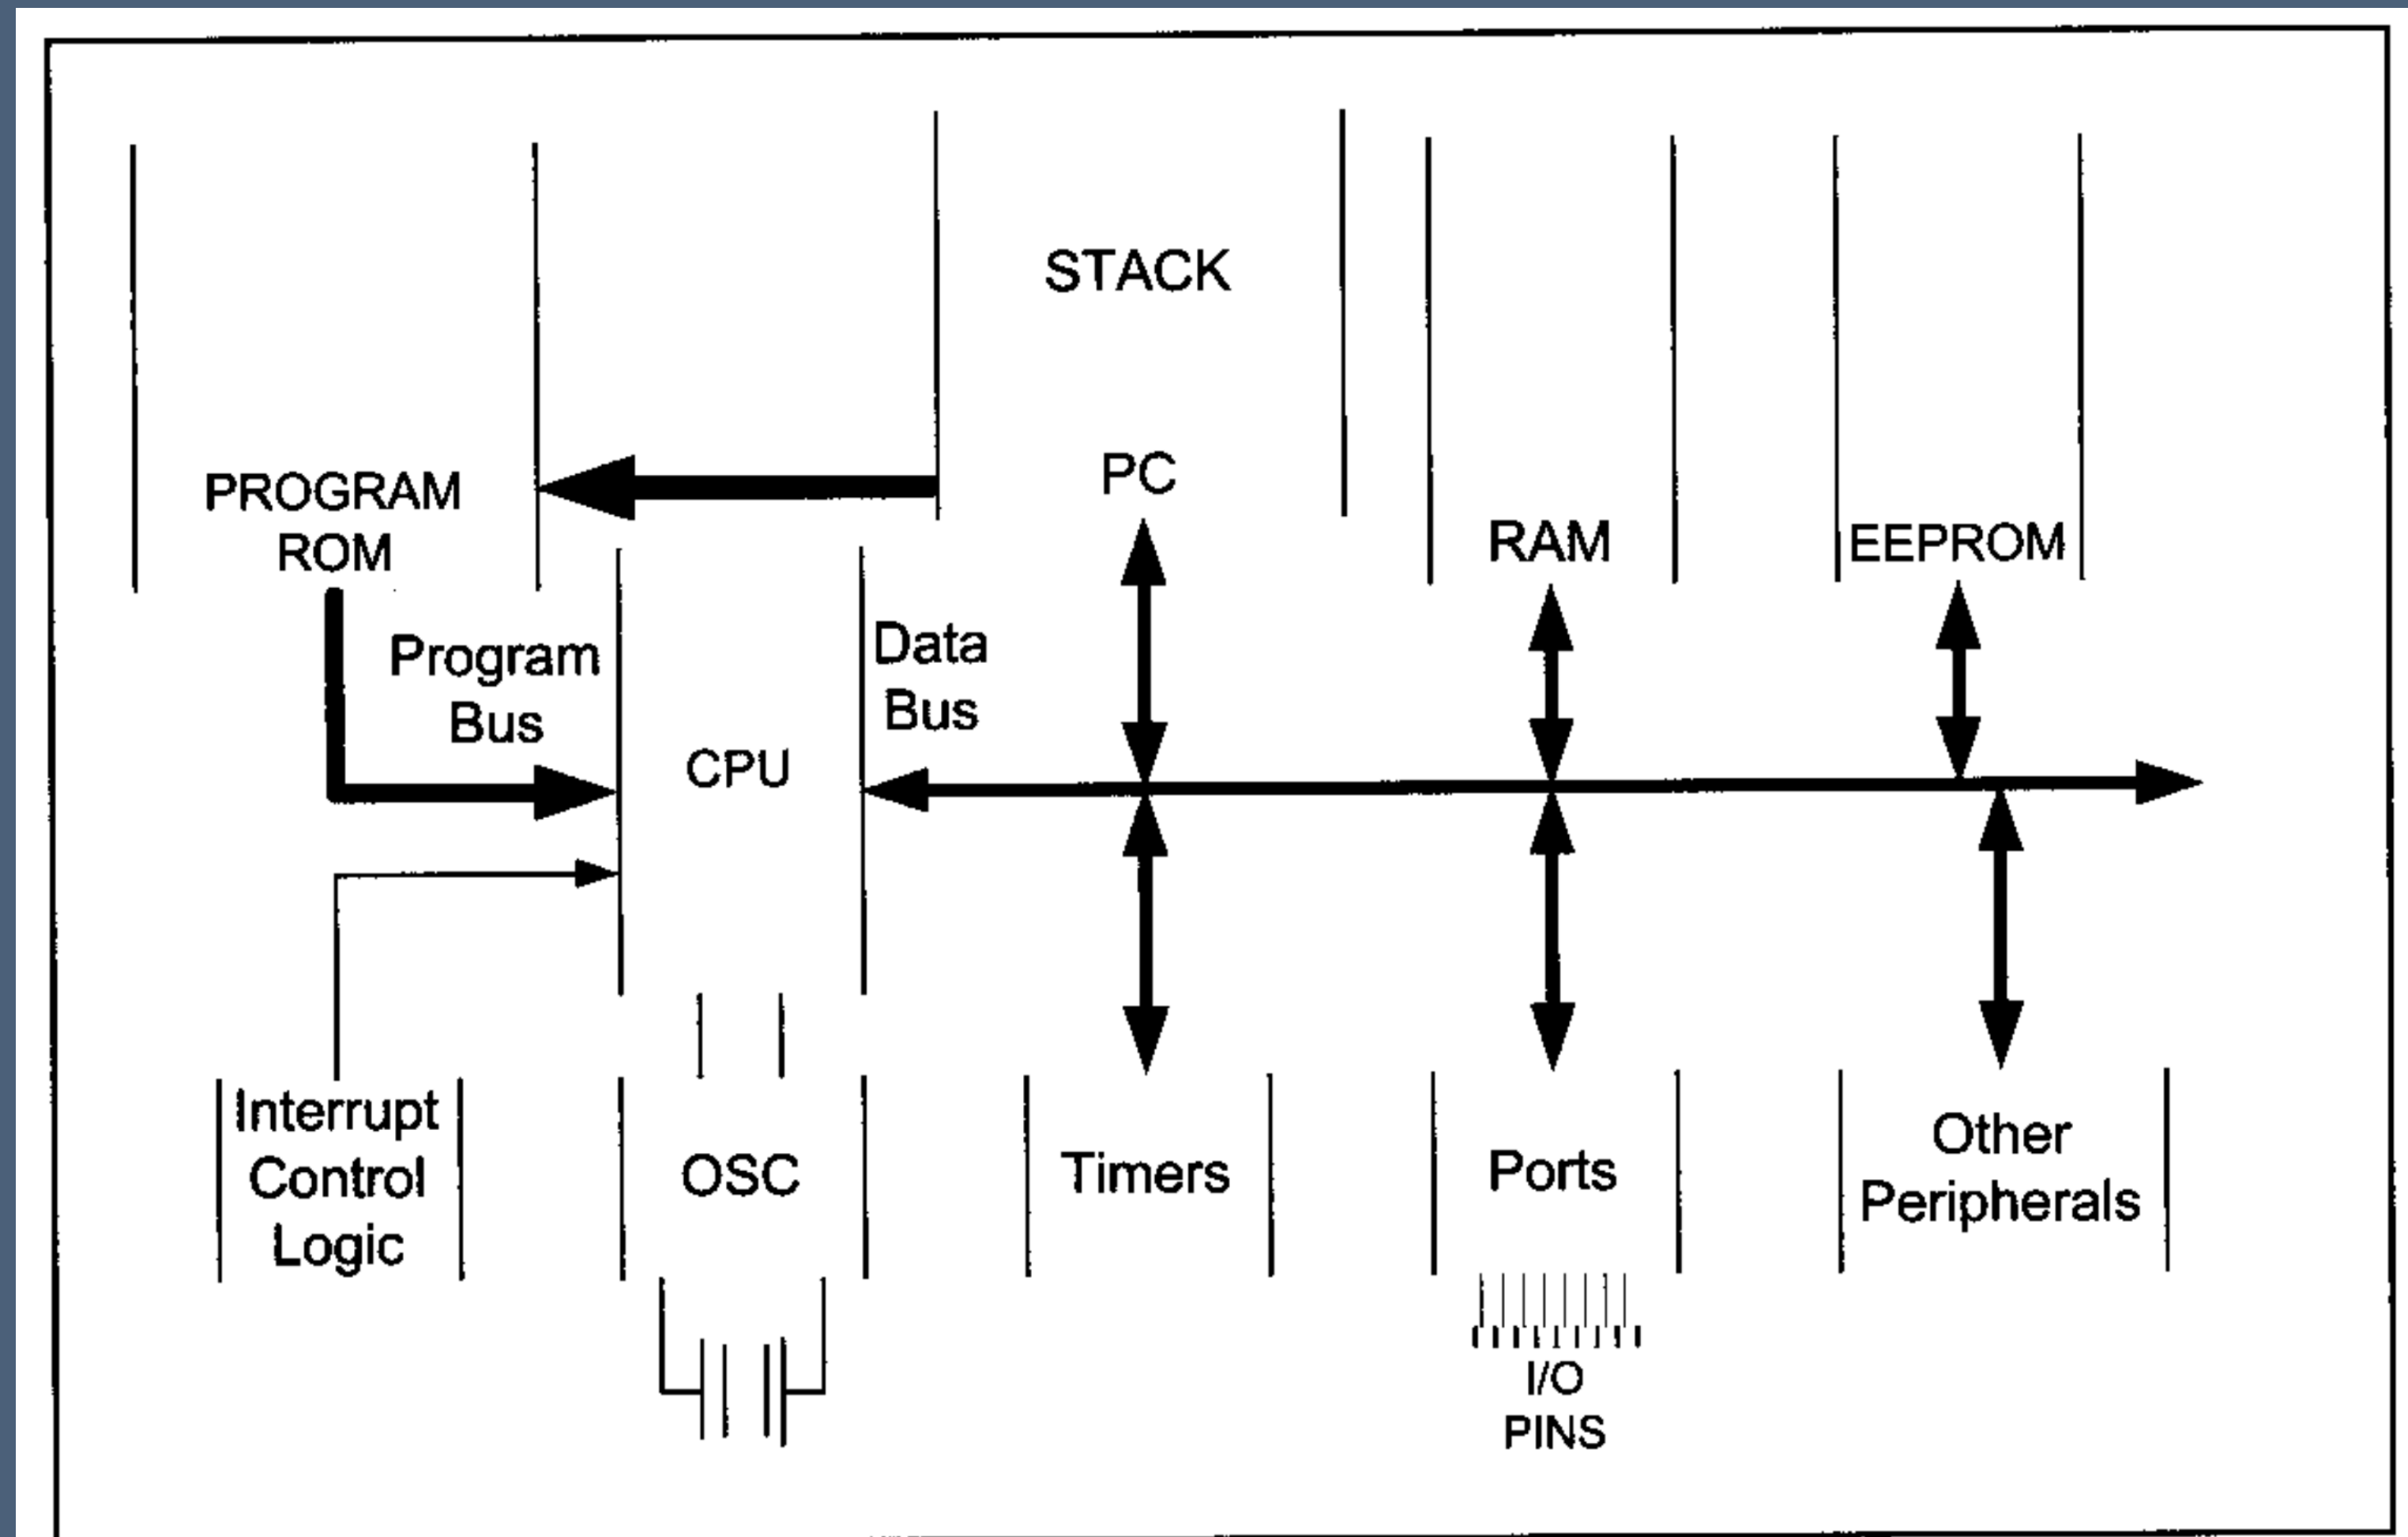 STACK
PC
PROGRAM
ROM
RAM
EEPROM
Program
Bus
Data
Bus
CPU
Interrupt
Control
Logic
OSC
Timers
Ports
Other
Peripherals
I/O
PINS